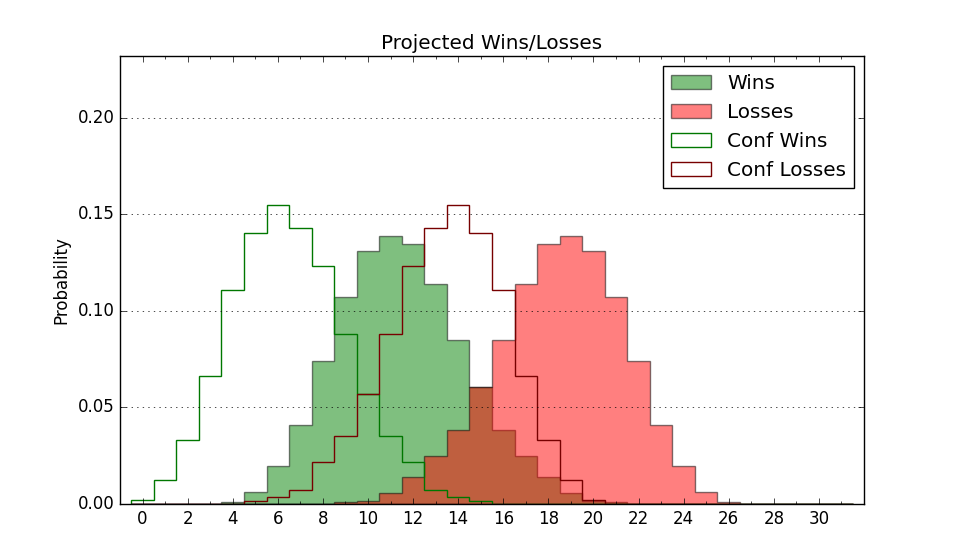 Projected Wins/Losses
Wins
Losses
Conf Wins
Conf Losses
Probability
0.20
0.15
0.10
0.05
0.00
0 2 4 6 8 10 12 14 16 18 20 22 24 26 28 30